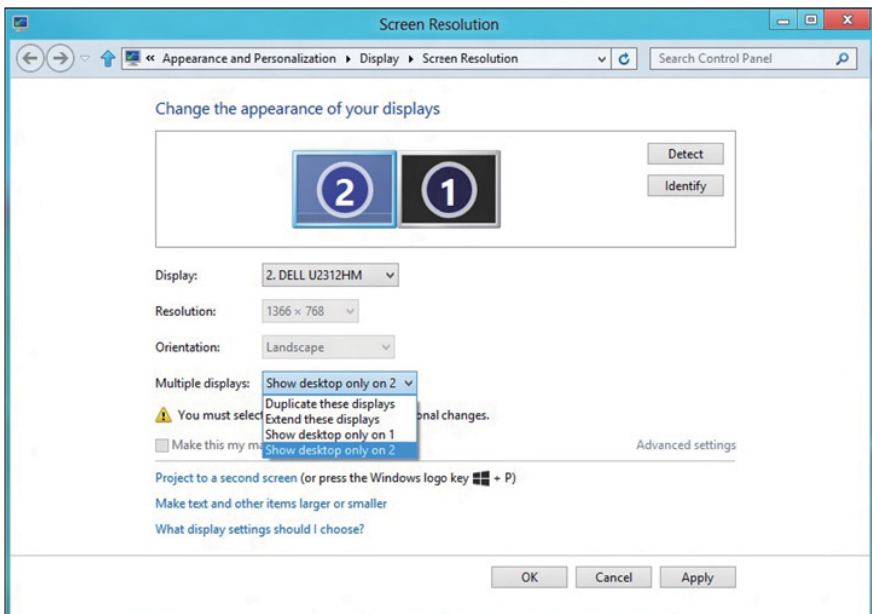 Screen Resolution
« Appearance and Personalization Display Screen Resolution Search Control Panel
Change the appearance of your displays
2 1
Detect
Identify
Display: 2. DELL U2312HM
Resolution: 1366 × 768
Orientation: Landscape
Multiple displays: Show desktop only on 2
Duplicate these displays
Extend these displays
Show desktop only on 1
Show desktop only on 2
You must select changes.
Make this my Advanced settings
Project to a second screen (or press the Windows logo key + P)
Make text and other items larger or smaller
What display settings should I choose?
OK Cancel Apply